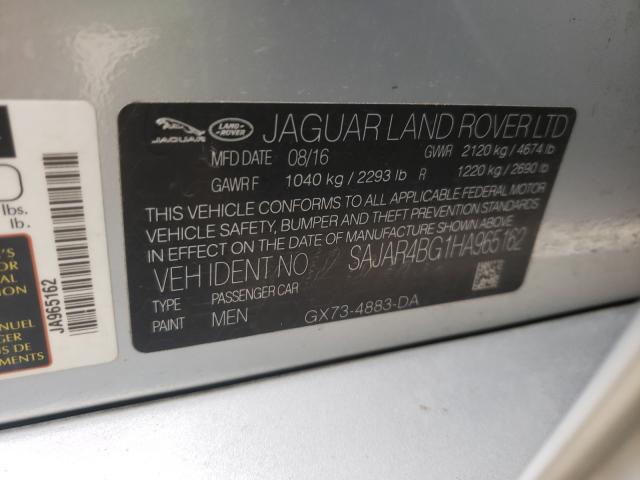 JAGUAR
LAND
ROVER
JAGUAR LAND ROVER LTD
MFD DATE 08/16 GVWR 2120 kg / 4674 lb
GAWR F 1040 kg / 2293 lb R 1220 kg / 2690 lb
THIS VEHICLE CONFORMS TO ALL APPLICABLE FEDERAL MOTOR
VEHICLE SAFETY, BUMPER AND THEFT PREVENTION STANDARDS
IN EFFECT ON THE DATE OF MANUFACTURE SHOWN ABOVE.
VEH IDENT NO SAJAR4BG1HA965162
TYPE PASSENGER CAR
PAINT MEN GX73-4883-DA
lbs.
lb.
JA965162